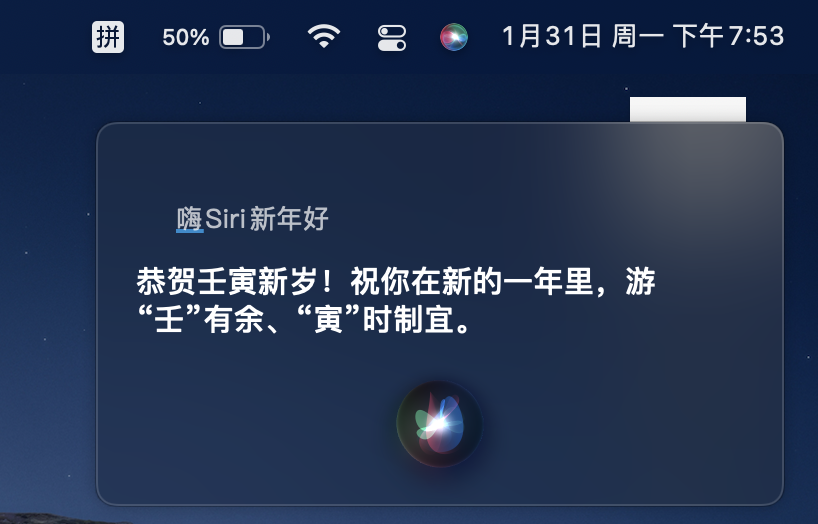 拼 50% 1月31日 周一 下午7:53
嗨Siri新年好
恭贺壬寅新岁！祝你在新的一年里，游
“壬”有余、“寅”时制宜。